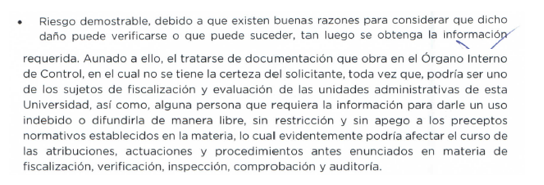 • Riesgo demostrable, debido a que existen buenas razones para considerar que dicho
daño puede verificarse o que puede suceder, tan luego se obtenga la información
requerida. Aunado a ello, el tratarse de documentación que obra en el Órgano Interno
de Control, en el cual no se tiene la certeza del solicitante, toda vez que, podría ser uno
de los sujetos de fiscalización y evaluación de las unidades administrativas de esta
Universidad, así como, alguna persona que requiera la información para darle un uso
indebido o difundirla de manera libre, sin restricción y sin apego a los preceptos
normativos establecidos en la materia, lo cual evidentemente podría afectar el curso de
las atribuciones, actuaciones y procedimientos antes enunciados en materia de
fiscalización, verificación, inspección, comprobación y auditoría.